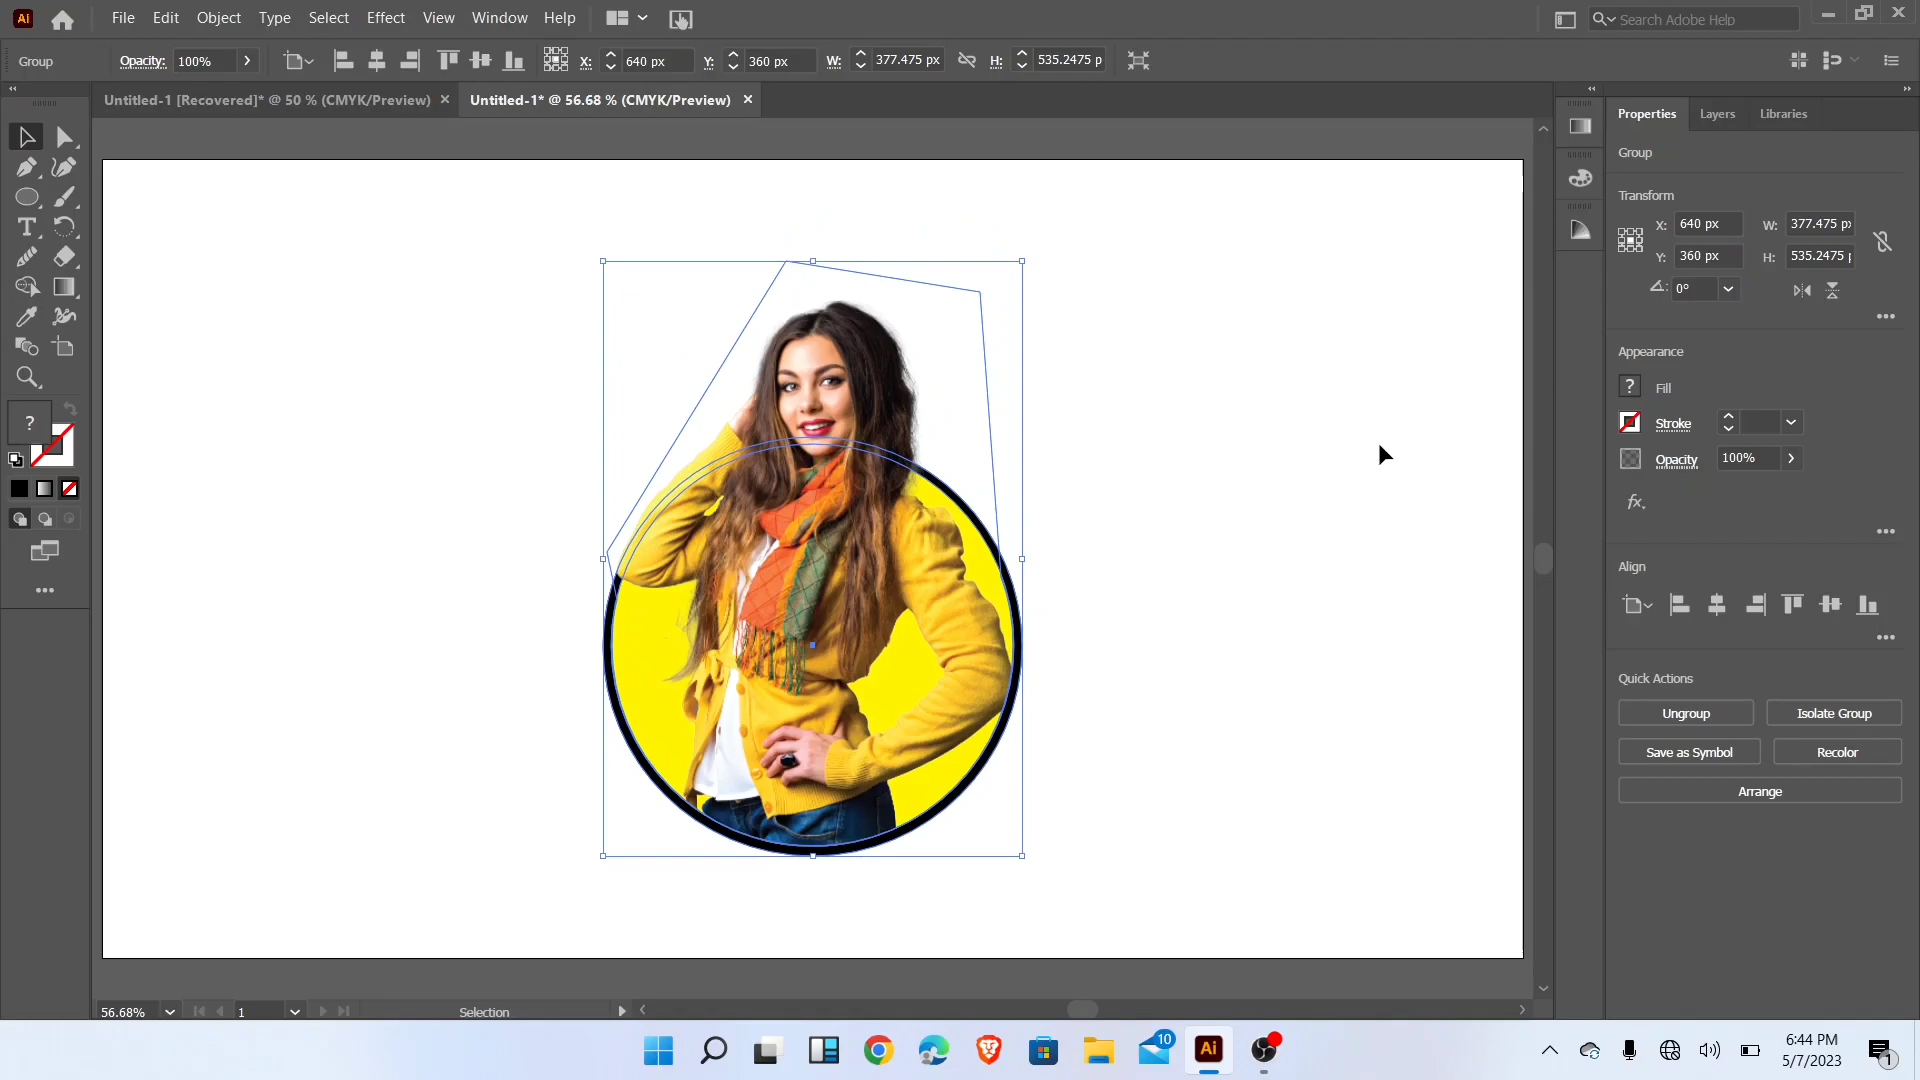 Ai File Edit Object Type Select Effect View Window Help Search Adobe Help
Group Opacity: 100% X: 640 px Y: 360 px W: 377.475 px H: 535.2475 p
Untitled-1 [Recovered]* @ 50 % (CMYK/Preview) Untitled-1* @ 56.68 % (CMYK/Preview)
Properties Layers Libraries
Group
Transform
X: 640 px W: 377.475 px
Y: 360 px H: 535.2475 p
0°
Appearance
? Fill
Stroke
Opacity 100%
fx
Align
Quick Actions
Ungroup Isolate Group
Save as Symbol Recolor
Arrange
T
?
56.68% 1 Selection
10 Ai
6:44 PM
5/7/2023
1